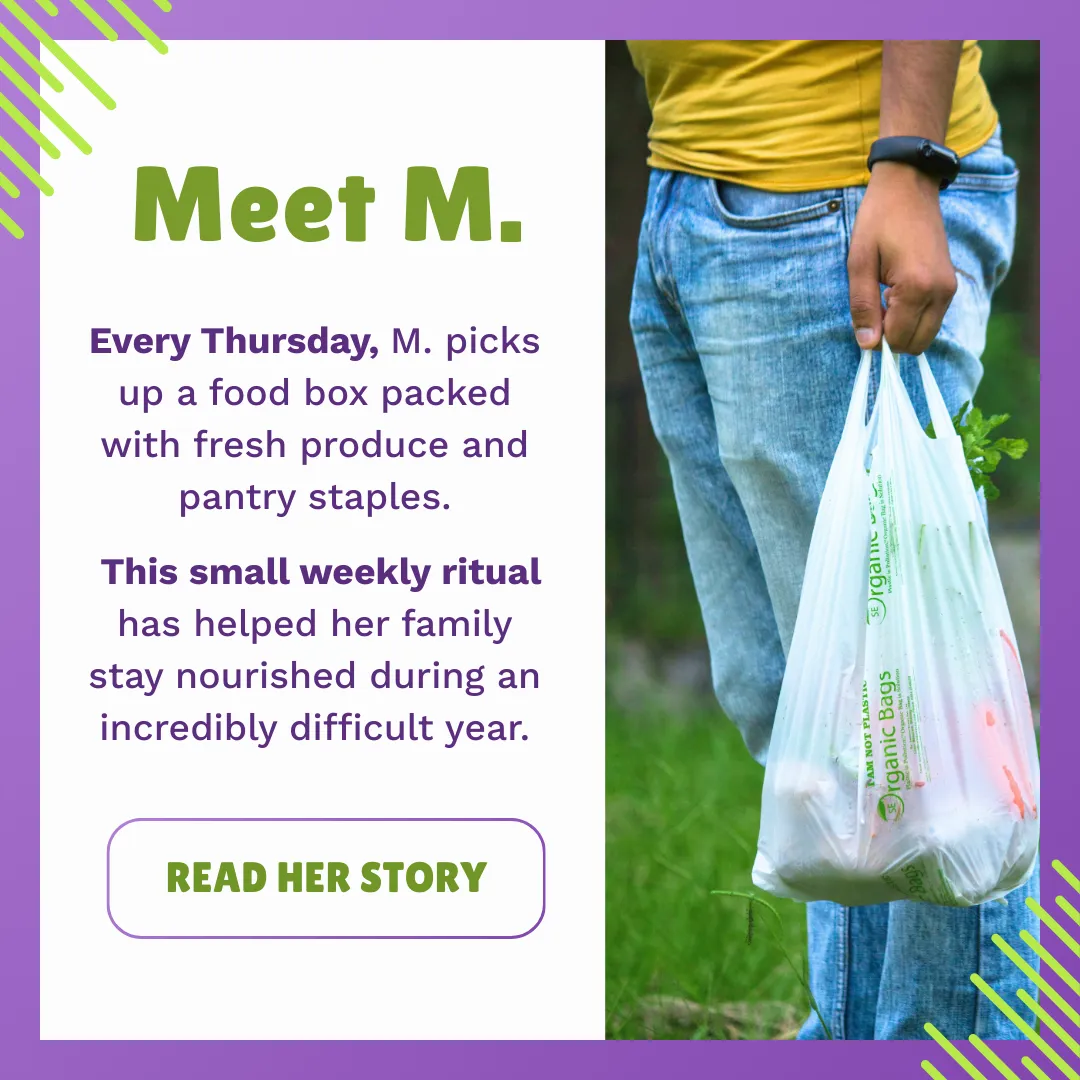 Meet M.
Every Thursday, M. picks
up a food box packed
with fresh produce and
pantry staples.
This small weekly ritual
has helped her family
stay nourished during an
incredibly difficult year.
READ HER STORY
SE Organic
I AM NOT PLASTIC
SE Organic Bags
Bags